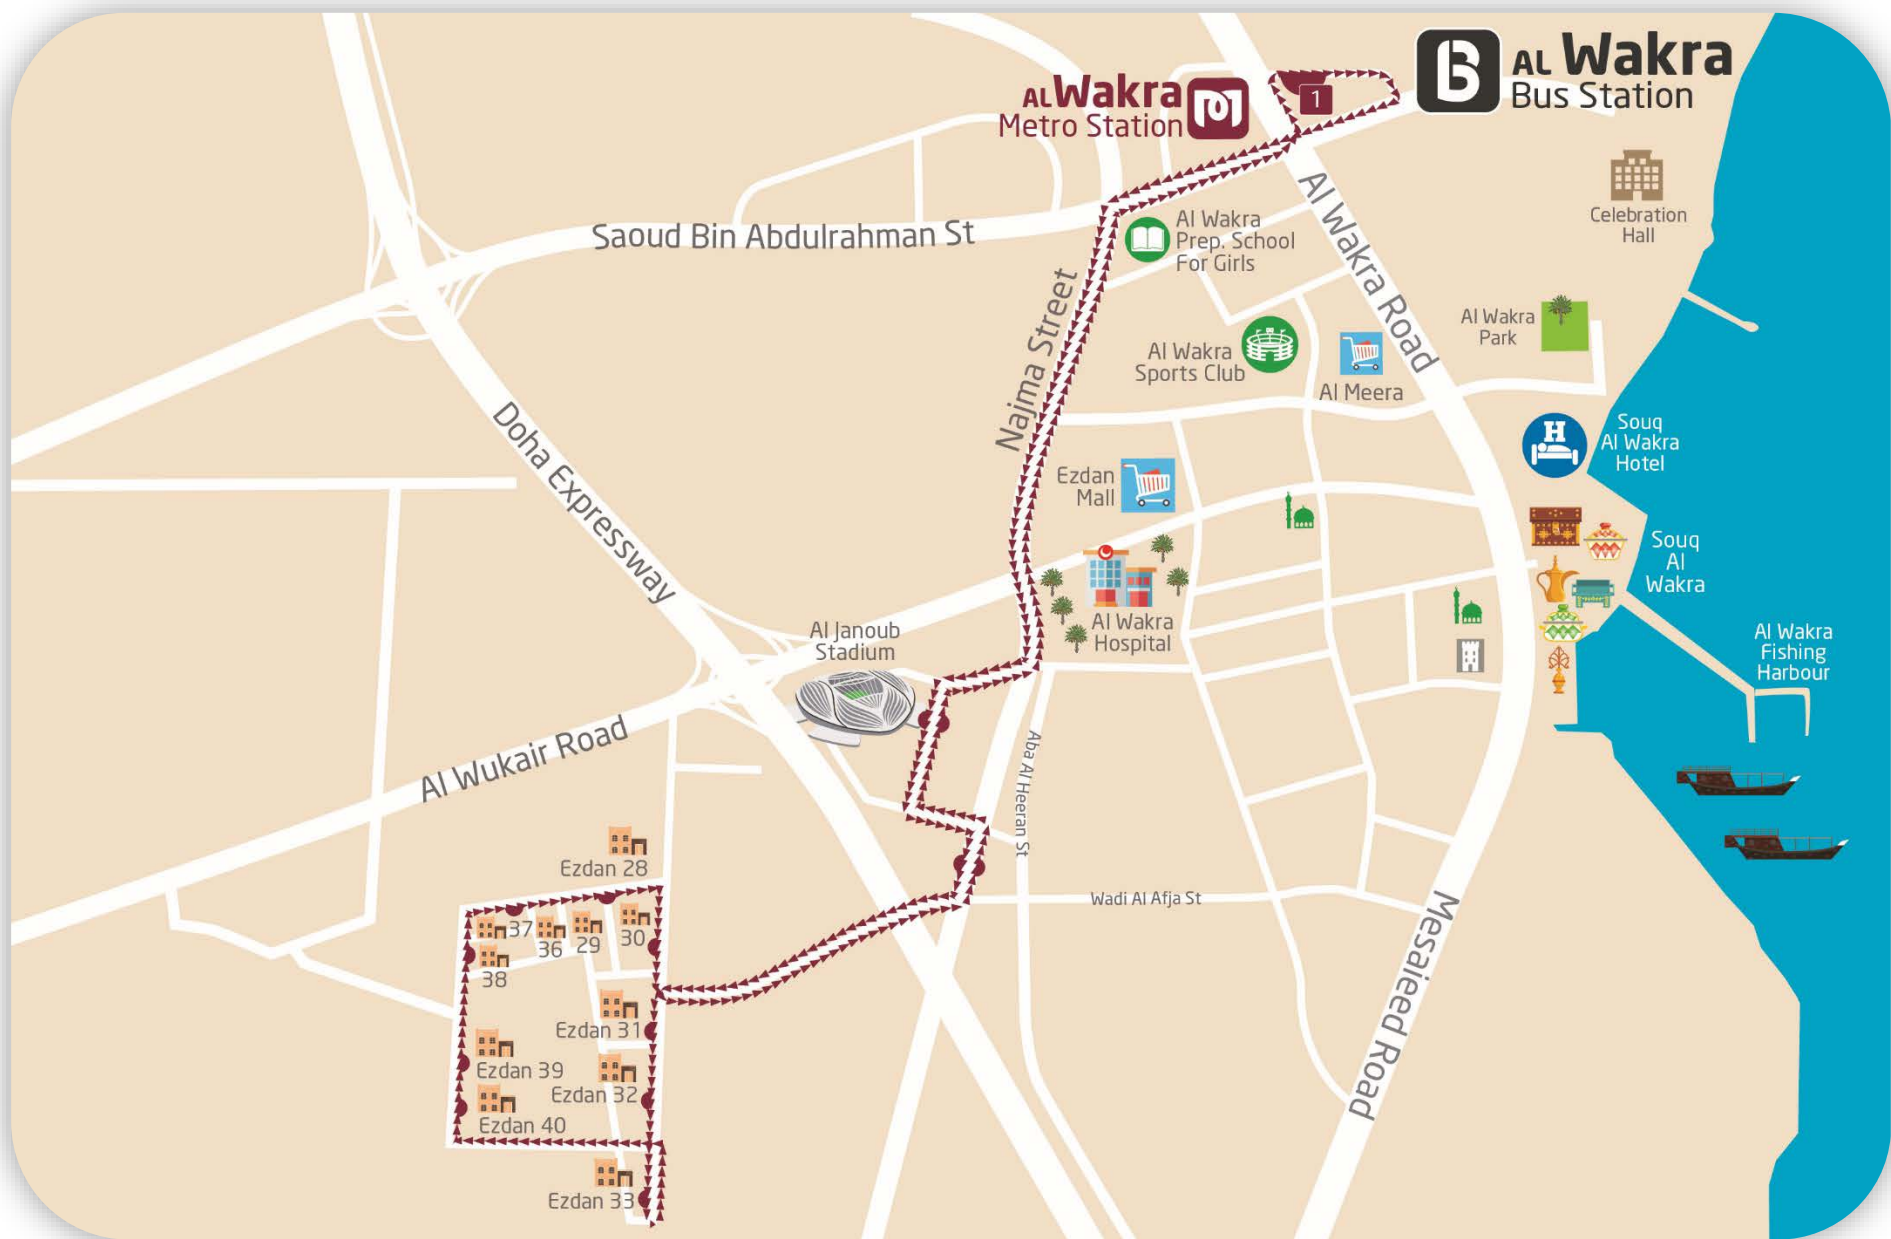 AL Wakra
Metro Station
1
B
AL Wakra
Bus Station
Celebration
Hall
Saoud Bin Abdulrahman St
Al Wakra
Prep. School
For Girls
Al Wakra Road
Najma Street
Al Wakra
Park
Al Wakra
Sports Club
Al Meera
Doha Expressway
H
Souq
Al Wakra
Hotel
Ezdan
Mall
Souq
Al
Wakra
Al Wakra
Hospital
Al Janoub
Stadium
Al Wakra
Fishing
Harbour
Al Wukair Road
Aba Al Heeran St
Ezdan 28
Wadi Al Afja St
Mesaieed Road
37
36
29
30
38
Ezdan 31
Ezdan 39
Ezdan 32
Ezdan 40
Ezdan 33